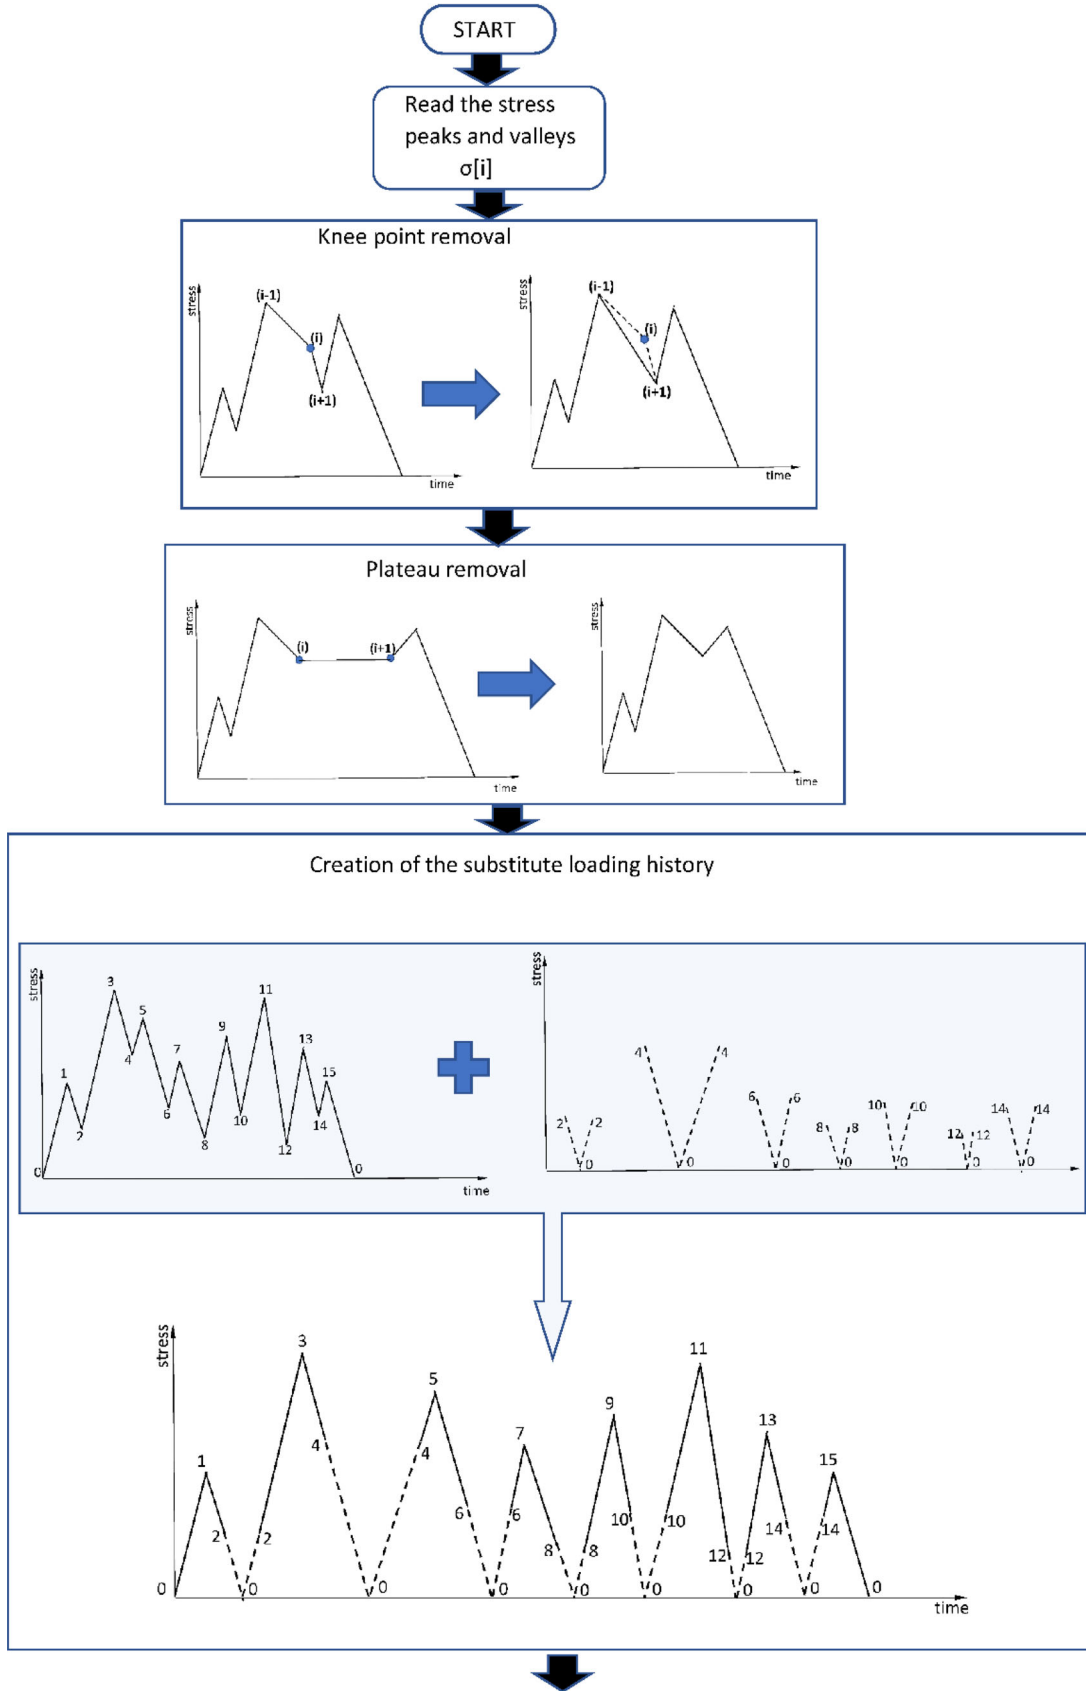 START
Read the stress
peaks and valleys
σ[i]
Knee point removal
stress
(i-1)
(i)
(i+1)
time
stress
(i-1)
(i)
(i+1)
time
Plateau removal
stress
(i)
(i+1)
time
stress
time
Creation of the substitute loading history
stress
0
1
2
3
4
5
6
7
8
9
10
11
12
13
14
15
0
time
stress
2
2
0
4
4
0
6
6
0
8
8
0
10
10
0
12
12
0
14
14
0
stress
0
1
2
0
2
3
4
0
4
5
6
0
6
7
8
0
8
9
10
0
10
11
12
0
12
13
14
0
14
15
0
time